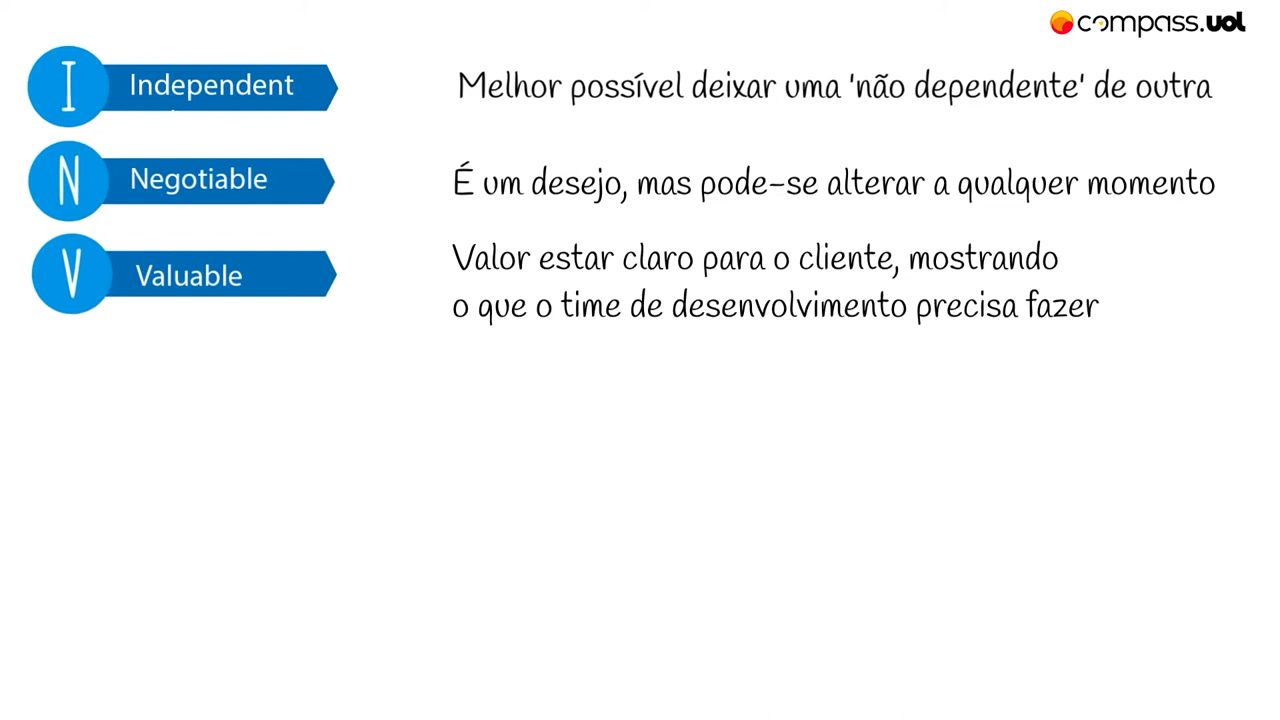 compass.uol
I Independent Melhor possível deixar uma 'não dependente' de outra
N Negotiable É um desejo, mas pode-se alterar a qualquer momento
V Valuable Valor estar claro para o cliente, mostrando
o que o time de desenvolvimento precisa fazer